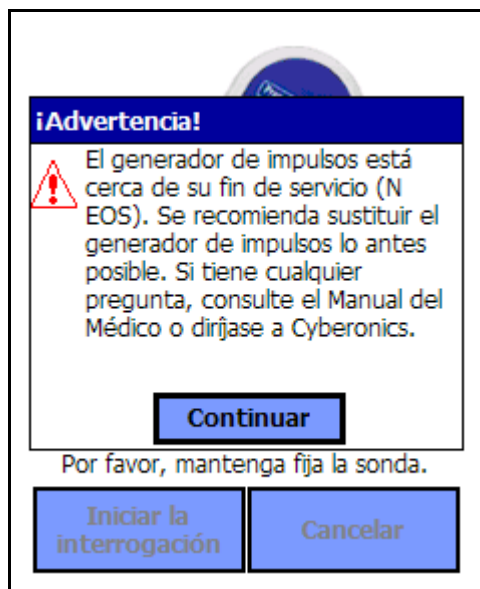 ¡Advertencia!
El generador de impulsos está
cerca de su fin de servicio (N
EOS). Se recomienda sustituir el
generador de impulsos lo antes
posible. Si tiene cualquier
pregunta, consulte el Manual del
Médico o diríjase a Cyberonics.
Continuar
Por favor, mantenga fija la sonda.
Iniciar la
interrogación
Cancelar